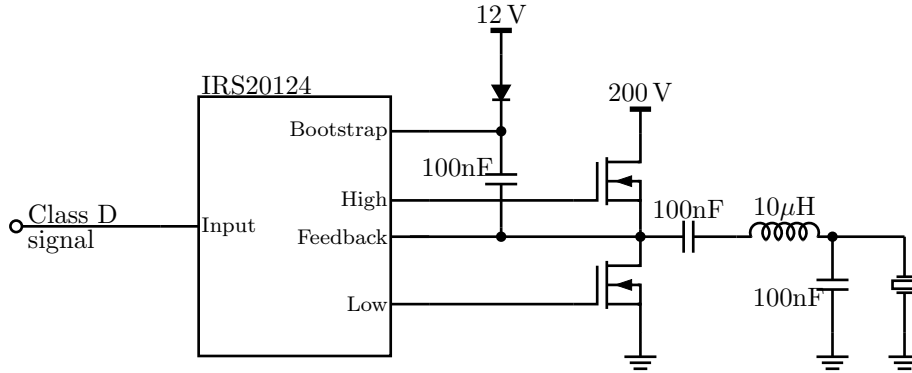 12 V
IRS20124
200 V
Bootstrap
100nF
High
Class D
signal
Input
Feedback
100nF
10μH
Low
100nF